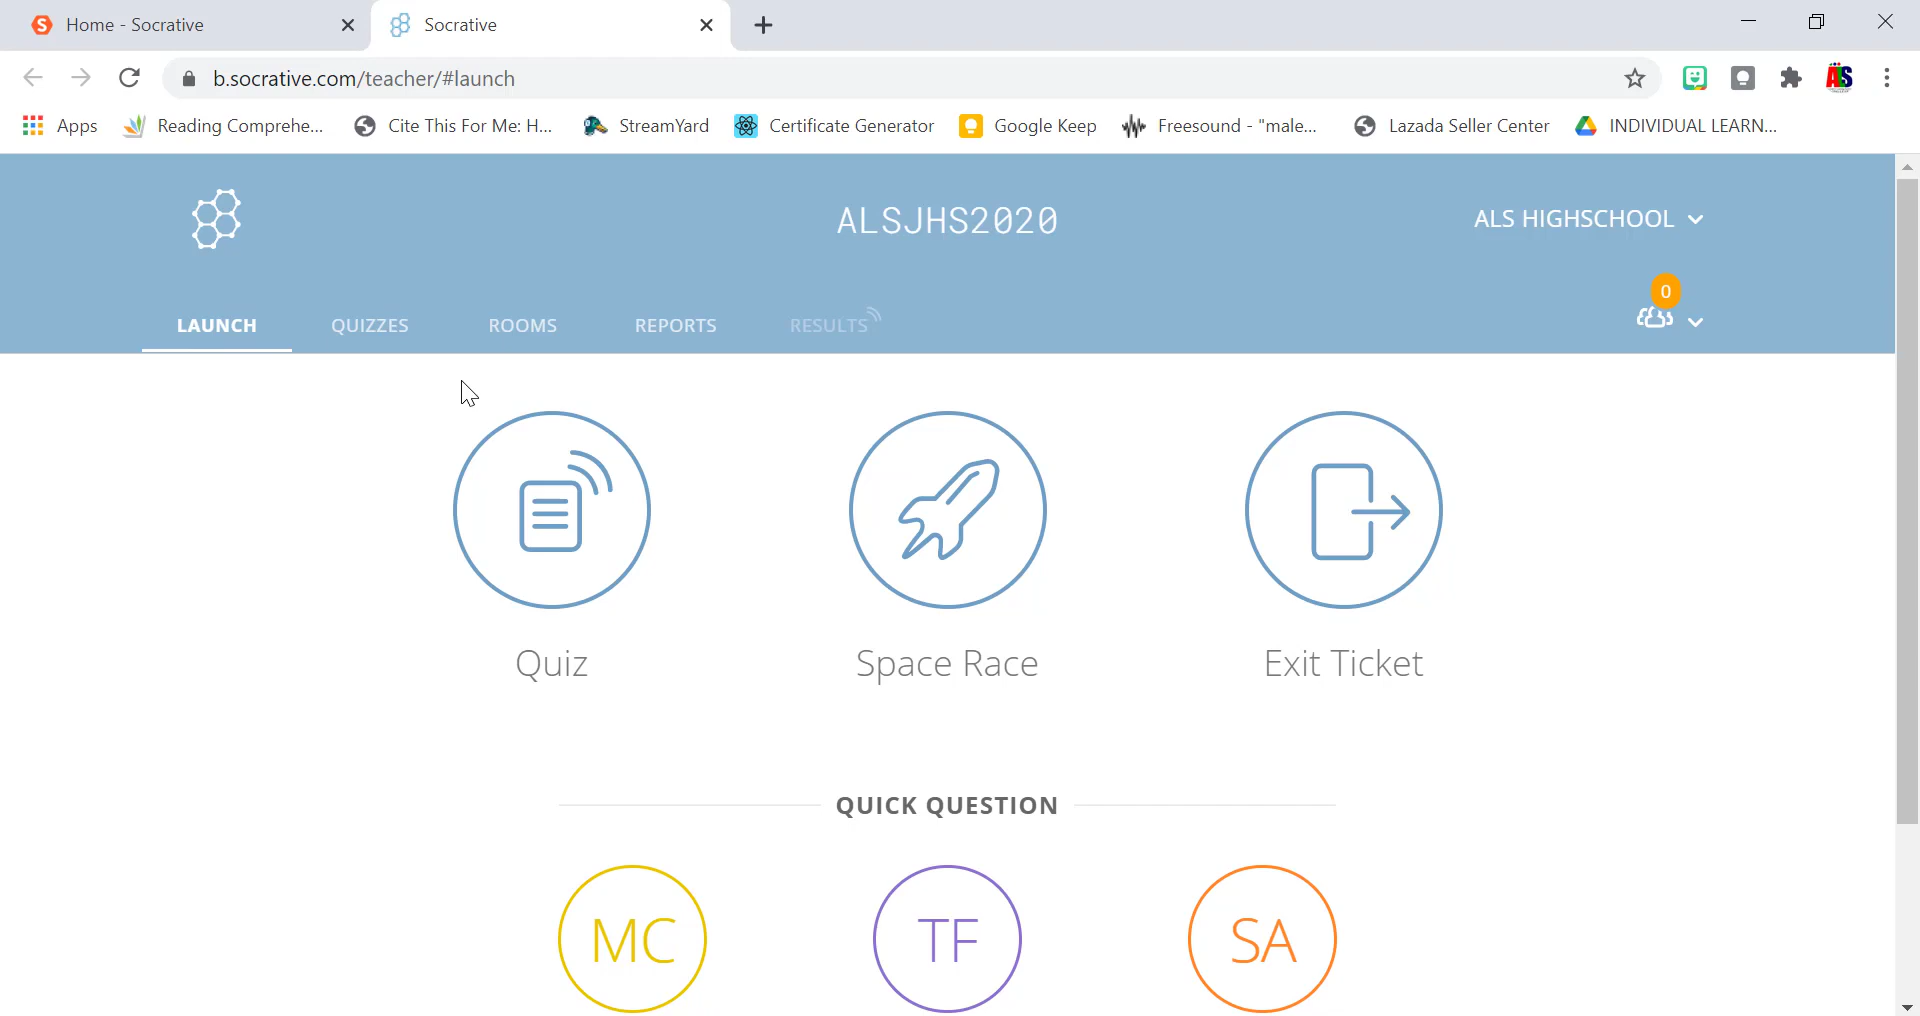 Home - Socrative
Socrative
b.socrative.com/teacher/#launch
Apps
Reading Comprehe...
Cite This For Me: H...
StreamYard
Certificate Generator
Google Keep
Freesound - "male...
Lazada Seller Center
INDIVIDUAL LEARN...
ALSJHS2020
ALS HIGHSCHOOL
0
LAUNCH
QUIZZES
ROOMS
REPORTS
RESULTS
Quiz
Space Race
Exit Ticket
QUICK QUESTION
MC
TF
SA